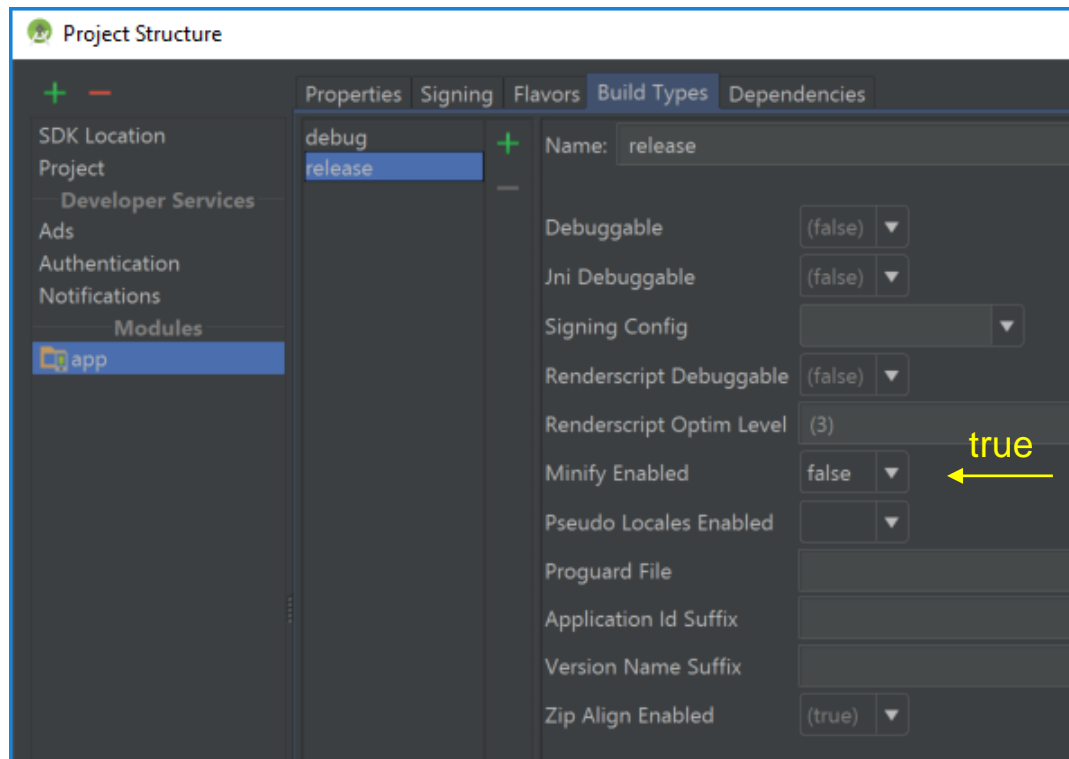 Project Structure
Properties Signing Flavors Build Types Dependencies
SDK Location
Project
Developer Services
Ads
Authentication
Notifications
Modules
app
debug
release
Name: release
Debuggable (false)
Jni Debuggable (false)
Signing Config
Renderscript Debuggable (false)
Renderscript Optim Level (3)
Minify Enabled false
true
Pseudo Locales Enabled
Proguard File
Application Id Suffix
Version Name Suffix
Zip Align Enabled (true)